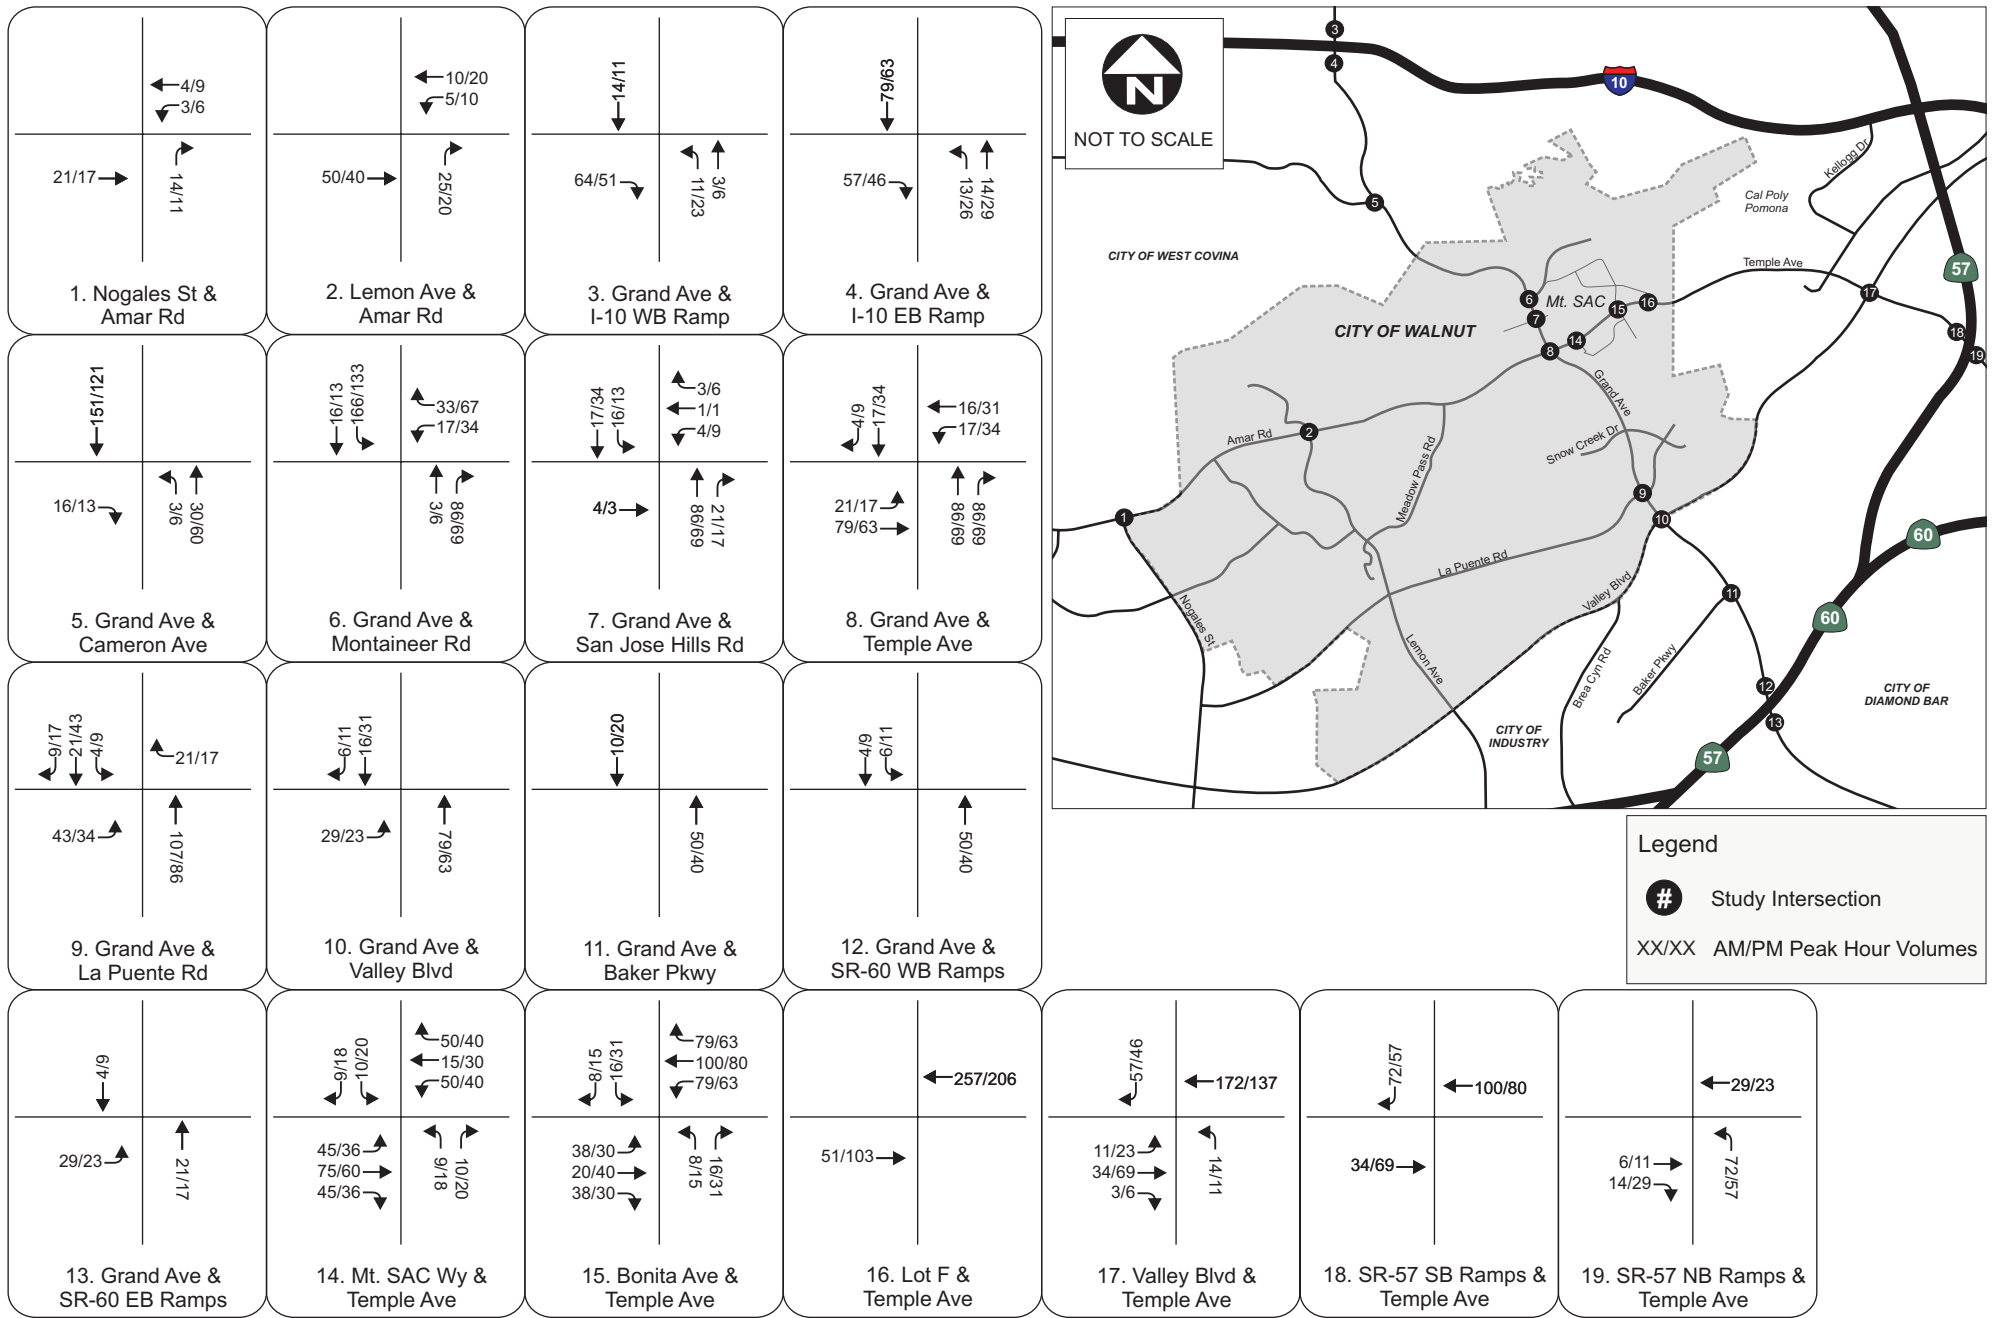 4/9
3/6
21/17
14/11
1. Nogales St &
Amar Rd
10/20
5/10
50/40
25/20
2. Lemon Ave &
Amar Rd
14/11
64/51
11/23
3/6
3. Grand Ave &
I-10 WB Ramp
79/63
57/46
13/26
14/29
4. Grand Ave &
I-10 EB Ramp
151/121
16/13
3/6
30/60
5. Grand Ave &
Cameron Ave
16/13
166/133
33/67
17/34
3/6
86/69
6. Grand Ave &
Montaineer Rd
17/34
16/13
3/6
1/1
4/9
4/3
86/69
21/17
7. Grand Ave &
San Jose Hills Rd
4/9
17/34
16/31
17/34
21/17
79/63
86/69
86/69
8. Grand Ave &
Temple Ave
9/17
21/43
4/9
21/17
43/34
107/86
9. Grand Ave &
La Puente Rd
6/11
16/31
29/23
79/63
10. Grand Ave &
Valley Blvd
10/20
50/40
11. Grand Ave &
Baker Pkwy
4/9
6/11
50/40
12. Grand Ave &
SR-60 WB Ramps
4/9
29/23
21/17
13. Grand Ave &
SR-60 EB Ramps
9/18
10/20
50/40
15/30
50/40
45/36
75/60
45/36
9/18
10/20
14. Mt. SAC Wy &
Temple Ave
8/15
16/31
79/63
100/80
79/63
38/30
20/40
38/30
8/15
16/31
15. Bonita Ave &
Temple Ave
257/206
51/103
16. Lot F &
Temple Ave
57/46
172/137
11/23
34/69
3/6
14/11
17. Valley Blvd &
Temple Ave
72/57
100/80
34/69
18. SR-57 SB Ramps &
Temple Ave
29/23
6/11
14/29
72/57
19. SR-57 NB Ramps &
Temple Ave
N
NOT TO SCALE
3
4
10
Kellogg Dr
Cal Poly
Pomona
5
CITY OF WEST COVINA
Temple Ave
57
6
Mt. SAC
16
15
17
7
CITY OF WALNUT
14
18
8
19
Grand Ave
2
Amar Rd
Snow Creek Dr
Meadow Pass Rd
9
1
10
60
La Puente Rd
Valley Blvd
11
Nogales St
60
Lemon Ave
Brea Cyn Rd
Baker Pkwy
12
CITY OF
DIAMOND BAR
13
CITY OF
INDUSTRY
57
Legend
# Study Intersection
XX/XX AM/PM Peak Hour Volumes